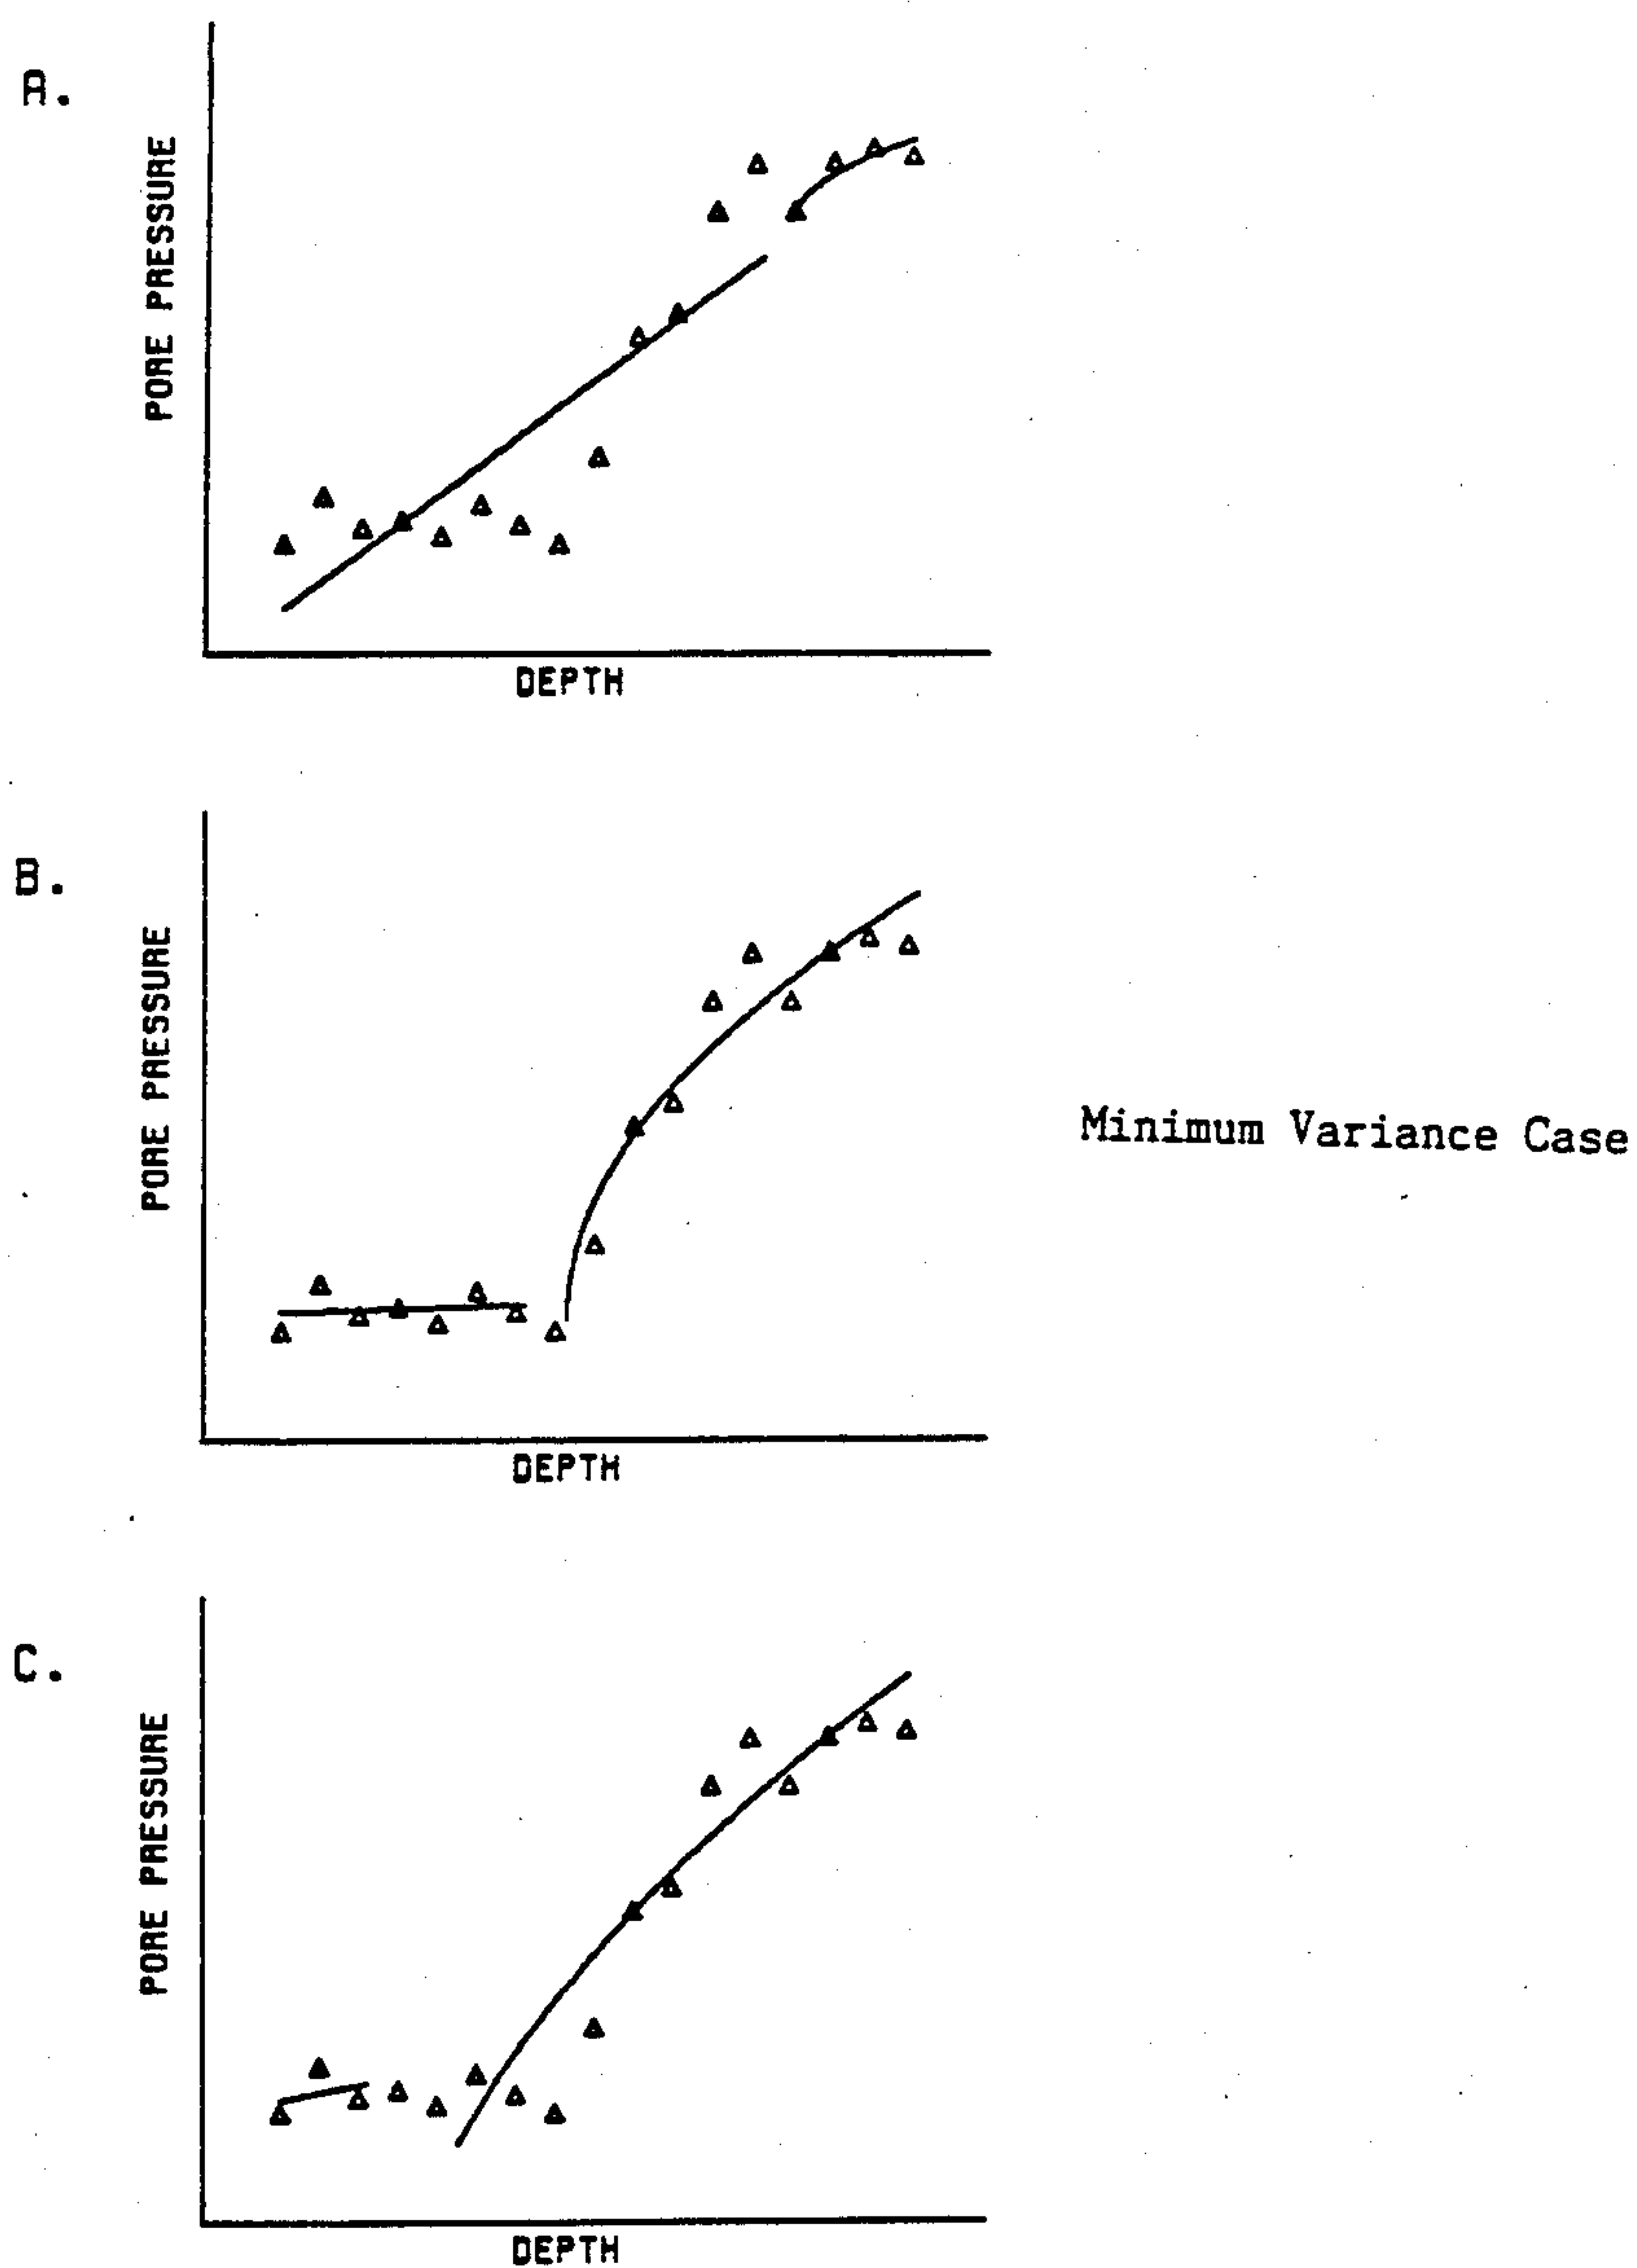 A.
PORE PRESSURE
DEPTH
B.
PORE PRESSURE
Minimum Variance Case
DEPTH
C.
PORE PRESSURE
DEPTH